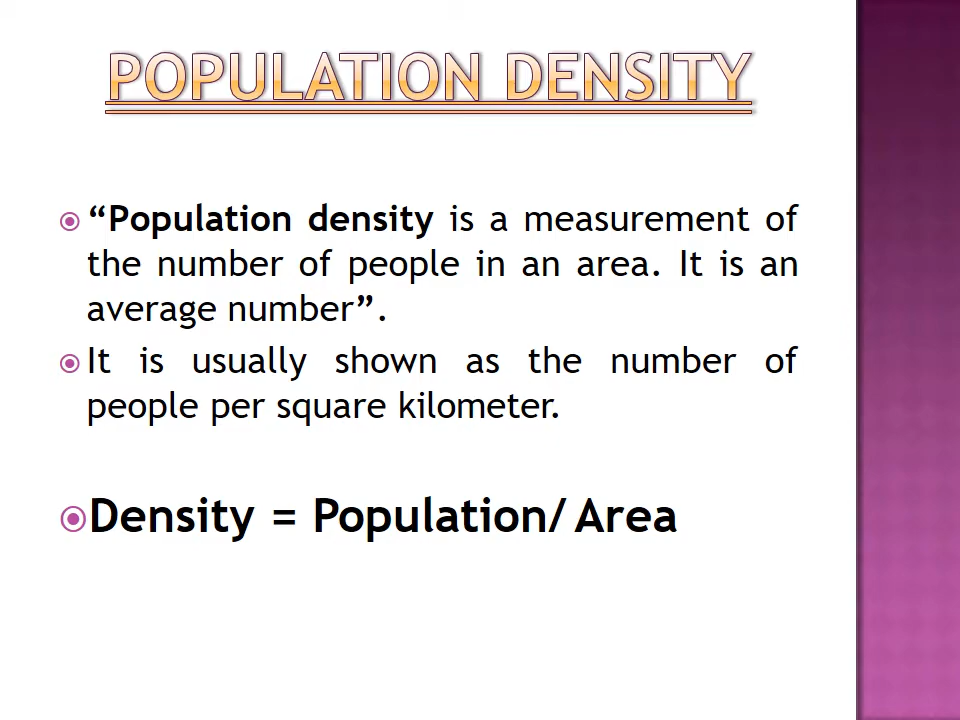 POPULATION DENSITY
“Population density is a measurement of
the number of people in an area. It is an
average number”.
It is usually shown as the number of
people per square kilometer.
Density = Population/ Area